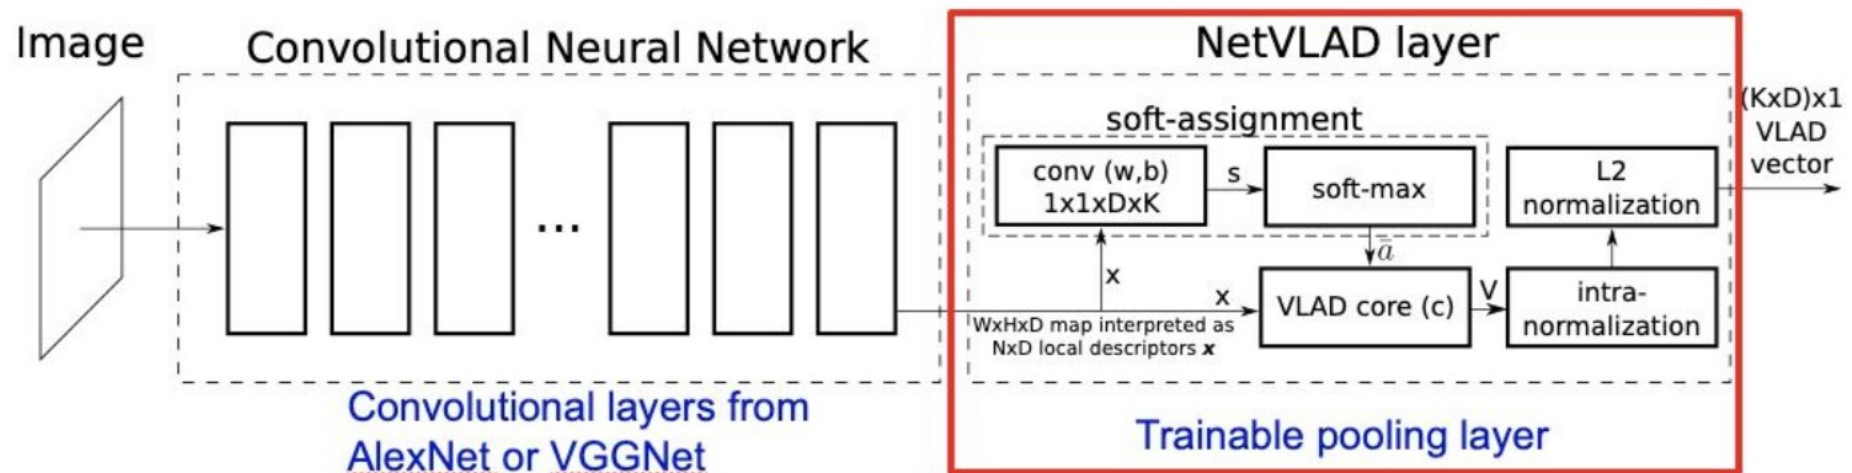 Image
Convolutional Neural Network
NetVLAD layer
(KxD)x1
VLAD
vector
soft-assignment
conv (w,b)
1x1xDxK
s
soft-max
L2
normalization
ā
x
x
VLAD core (c)
V
intra-
normalization
...
WxHxD map interpreted as
NxD local descriptors x
Convolutional layers from
AlexNet or VGGNet
Trainable pooling layer